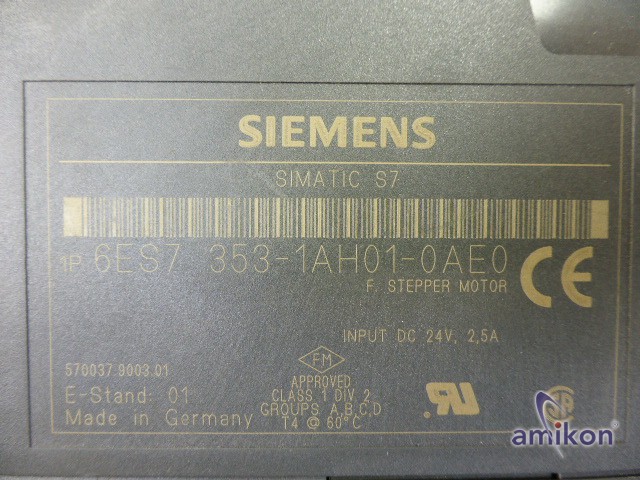 SIEMENS
SIMATIC S7
1P 6ES7 353-1AH01-0AE0
F. STEPPER MOTOR
CE
INPUT DC 24V, 2,5A
570037.9003.01
E-Stand: 01
Made in Germany
FM
APPROVED
CLASS 1 DIV 2
GROUPS A,B,C,D
T4 @ 60°C
amikon